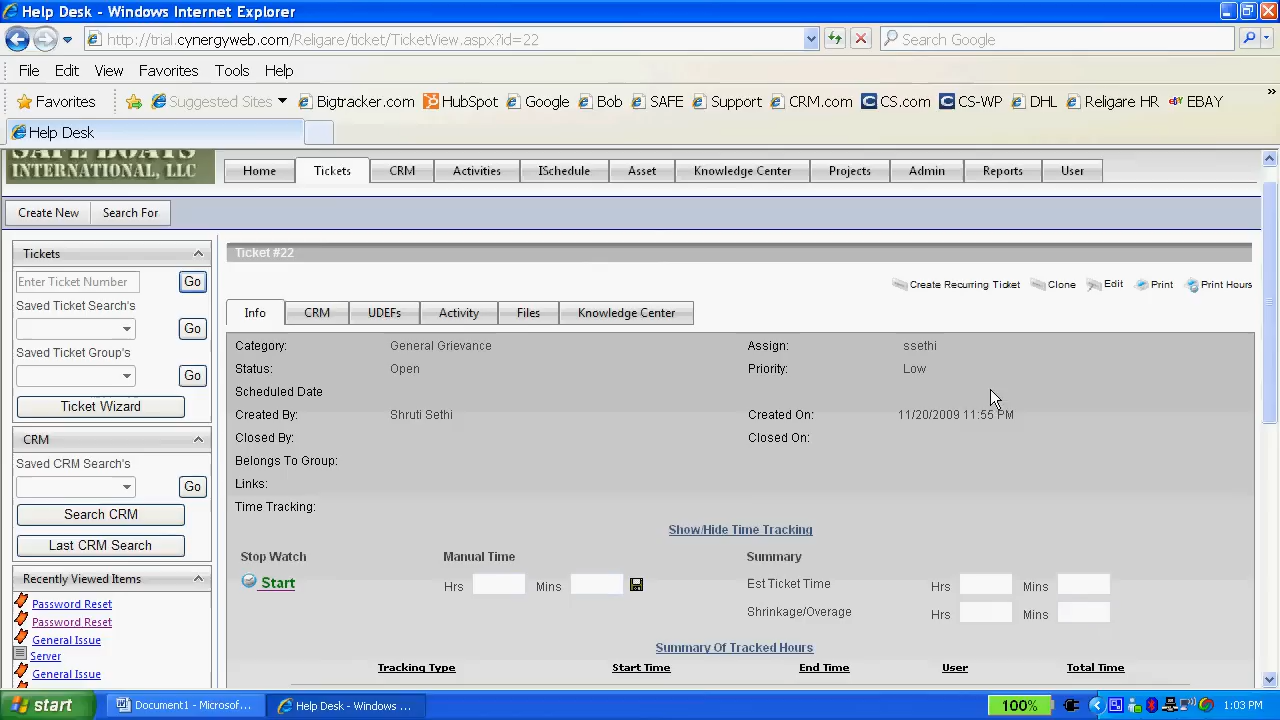 Help Desk - Windows Internet Explorer
http://trial.cynergyweb.com/Religare/ticket/TicketView.aspx?id=22
Search Google
File Edit View Favorites Tools Help
Favorites Suggested Sites Bigtracker.com HubSpot Google Bob SAFE Support CRM.com CS.com CS-WP DHL Religare HR EBAY »
Help Desk
SAFE BOATS
INTERNATIONAL, LLC
Home Tickets CRM Activities ISchedule Asset Knowledge Center Projects Admin Reports User
Create New Search For
Tickets
Enter Ticket Number Go
Saved Ticket Search's
Go
Saved Ticket Group's
Go
Ticket Wizard
CRM
Saved CRM Search's
Go
Search CRM
Last CRM Search
Recently Viewed Items
Password Reset
Password Reset
General Issue
Server
General Issue
Ticket #22
Create Recurring Ticket Clone Edit Print Print Hours
Info CRM UDEFs Activity Files Knowledge Center
Category: General Grievance Assign: ssethi
Status: Open Priority: Low
Scheduled Date
Created By: Shruti Sethi Created On: 11/20/2009 11:55 PM
Closed By: Closed On:
Belongs To Group:
Links:
Time Tracking:
Show/Hide Time Tracking
Stop Watch Manual Time Summary
Start Hrs Mins Est Ticket Time Hrs Mins
Shrinkage/Overage Hrs Mins
Summary Of Tracked Hours
Tracking Type Start Time End Time User Total Time
start Document1 - Microsof... Help Desk - Windows ... 100% 1:03 PM